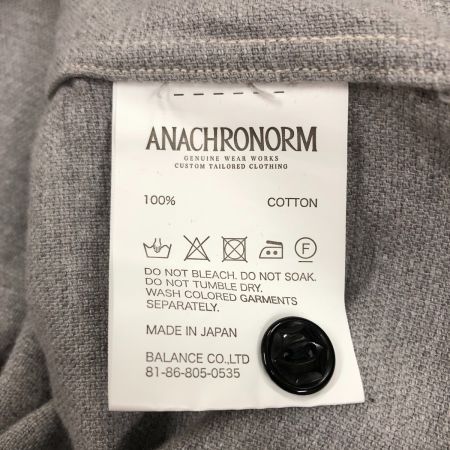 ANACHRONORM
GENUINE WEAR WORKS
CUSTOM TAILORED CLOTHING
100% COTTON
F
DO NOT BLEACH. DO NOT SOAK.
DO NOT TUMBLE DRY.
WASH COLORED GARMENTS
SEPARATELY.
MADE IN JAPAN
BALANCE CO.,LTD
81-86-805-0535